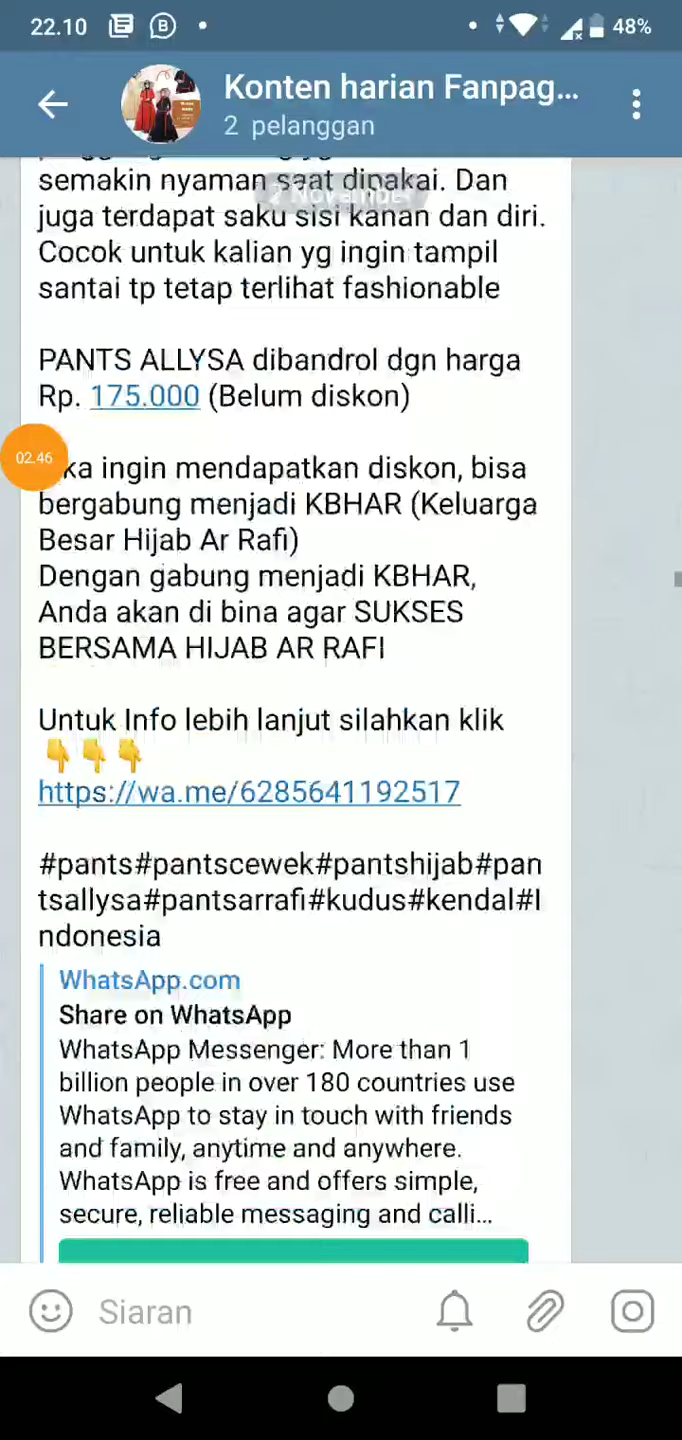 22.10
48%
Konten harian Fanpag...
2 pelanggan
semakin nyaman saat dipakai. Dan
2 November
juga terdapat saku sisi kanan dan diri.
Cocok untuk kalian yg ingin tampil
santai tp tetap terlihat fashionable
PANTS ALLYSA dibandrol dgn harga
Rp. 175.000 (Belum diskon)
02.46
ka ingin mendapatkan diskon, bisa
bergabung menjadi KBHAR (Keluarga
Besar Hijab Ar Rafi)
Dengan gabung menjadi KBHAR,
Anda akan di bina agar SUKSES
BERSAMA HIJAB AR RAFI
Untuk Info lebih lanjut silahkan klik
👇👇👇
https://wa.me/6285641192517
#pants#pantscewek#pantshijab#pan
tsallysa#pantsarrafi#kudus#kendal#I
ndonesia
WhatsApp.com
Share on WhatsApp
WhatsApp Messenger: More than 1
billion people in over 180 countries use
WhatsApp to stay in touch with friends
and family, anytime and anywhere.
WhatsApp is free and offers simple,
secure, reliable messaging and calli...
Siaran